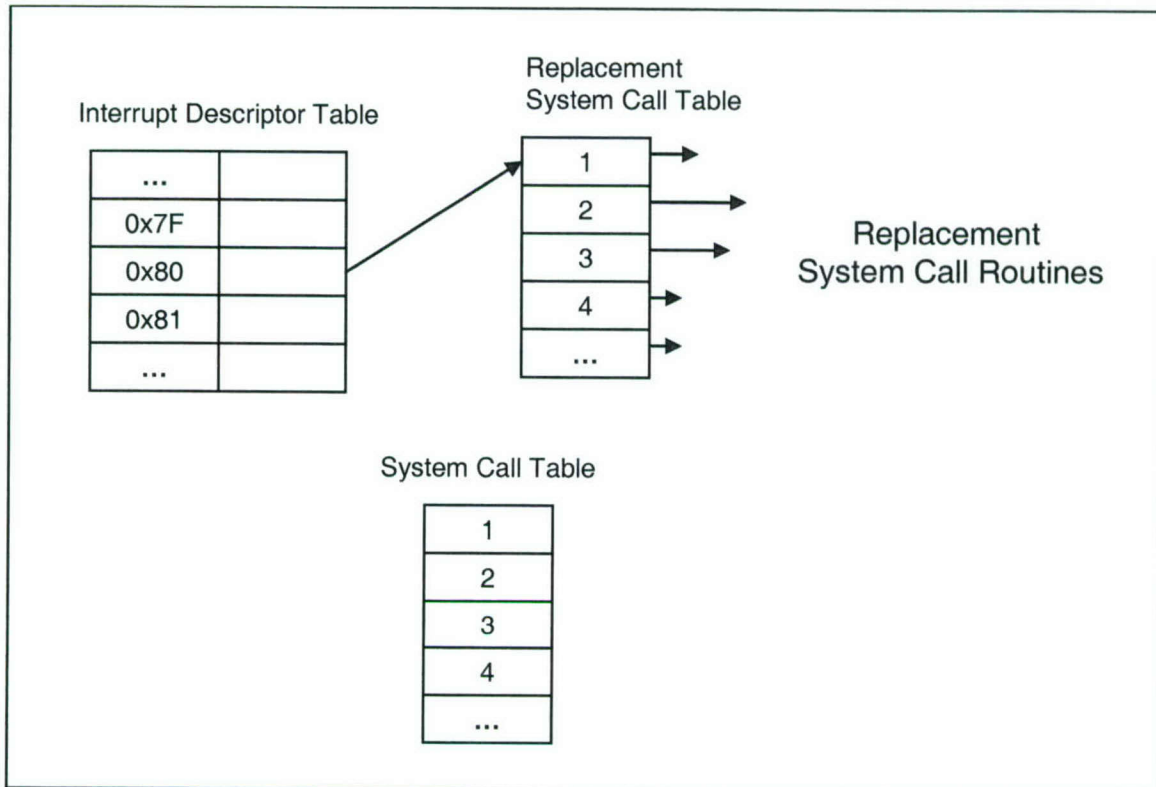 Interrupt Descriptor Table
...
0x7F
0x80
0x81
...
Replacement
System Call Table
1
2
3
4
...
Replacement
System Call Routines
System Call Table
1
2
3
4
...